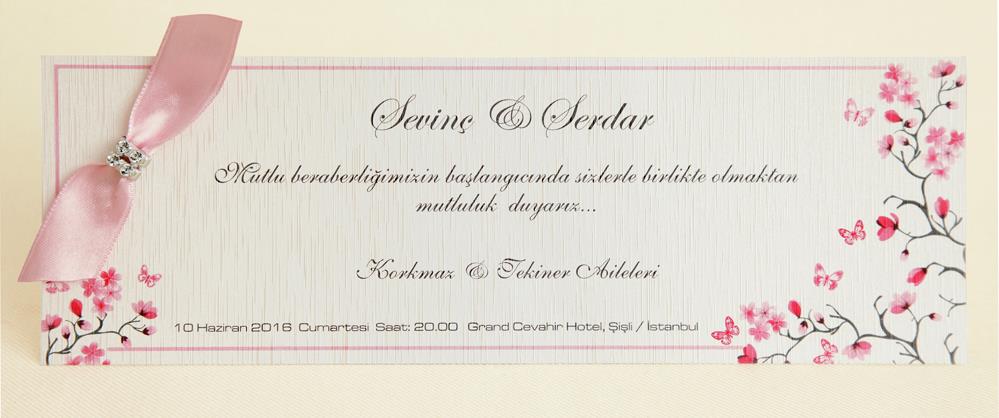 Sevinç & Serdar
Mutlu beraberliğimizin başlangıcında sizlerle birlikte olmaktan
mutluluk duyarız...
Korkmaz & Tekiner Aileleri
10 Haziran 2016 Cumartesi Saat: 20.00 Grand Cevahir Hotel, Şişli / İstanbul